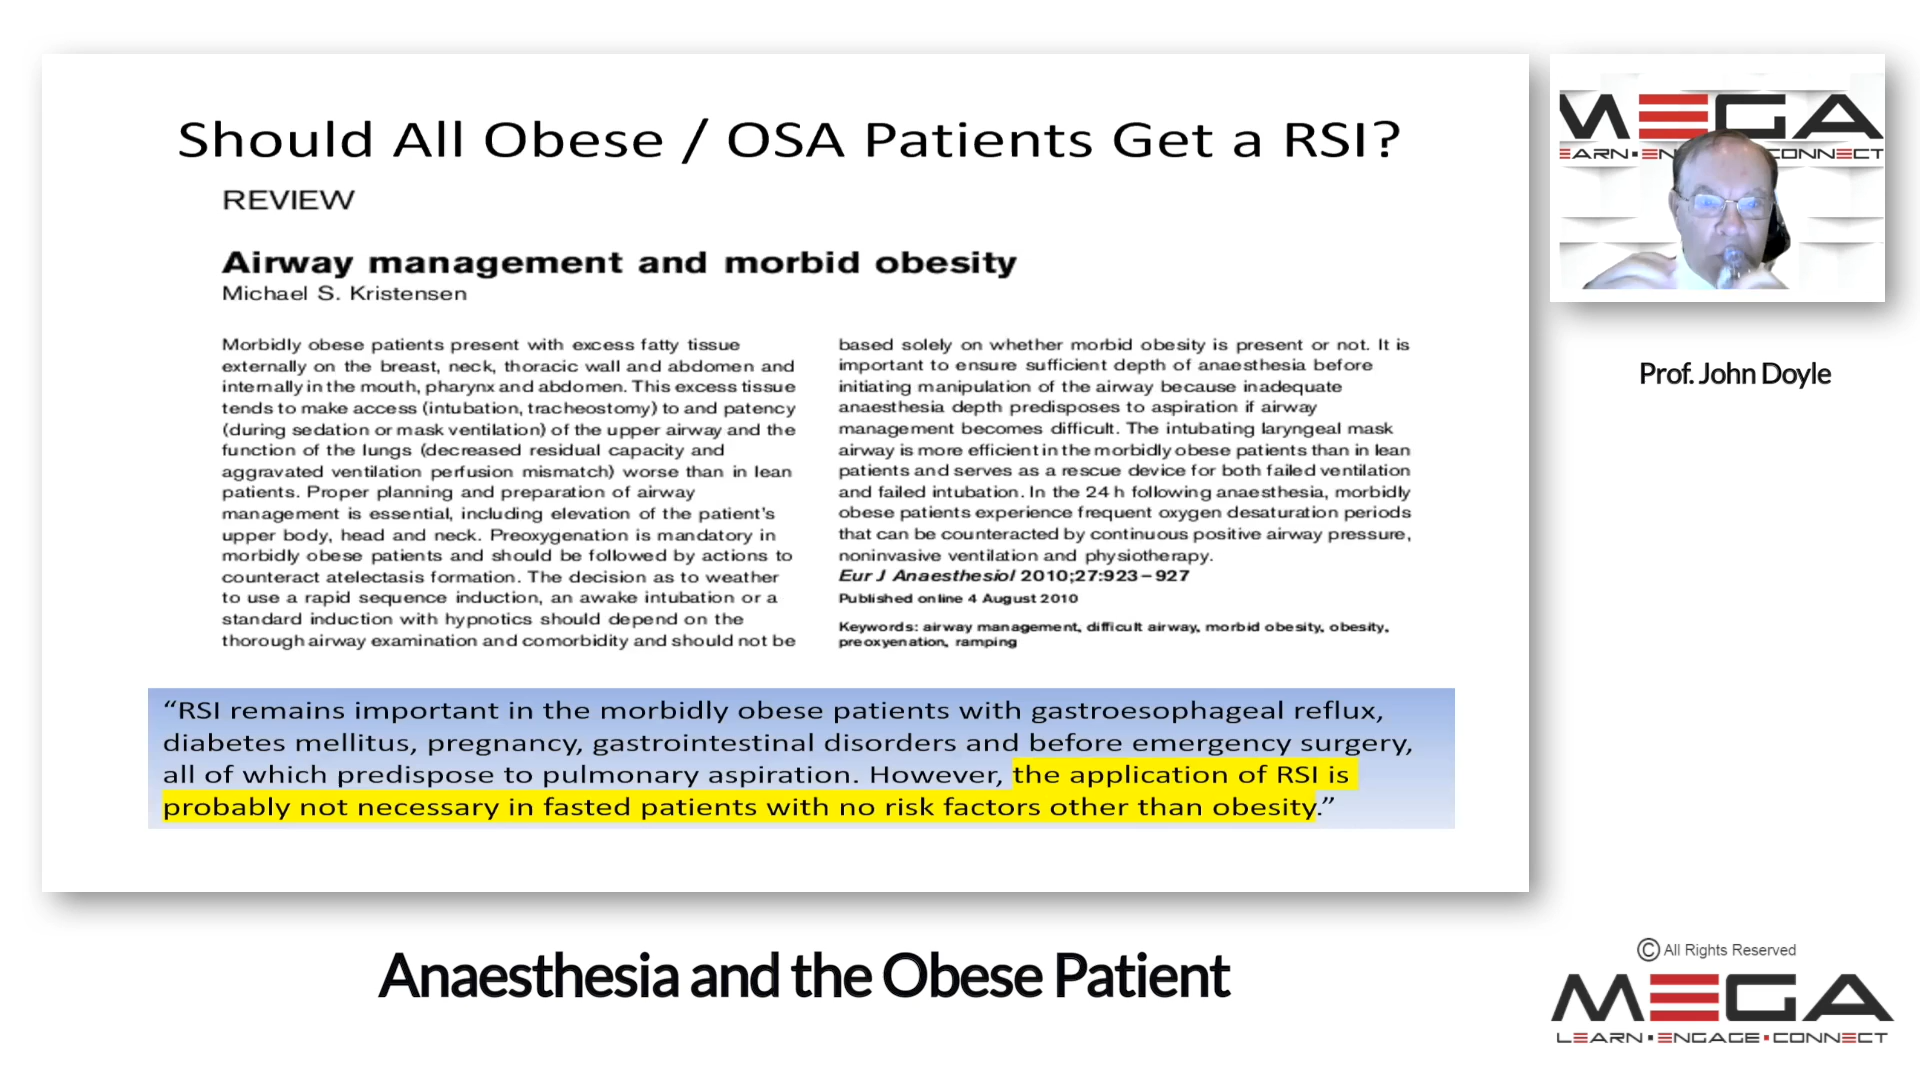 Should All Obese / OSA Patients Get a RSI?
REVIEW
Airway management and morbid obesity
Michael S. Kristensen
Morbidly obese patients present with excess fatty tissue
externally on the breast, neck, thoracic wall and abdomen and
internally in the mouth, pharynx and abdomen. This excess tissue
tends to make access (intubation, tracheostomy) to and patency
(during sedation or mask ventilation) of the upper airway and the
function of the lungs (decreased residual capacity and
aggravated ventilation perfusion mismatch) worse than in lean
patients. Proper planning and preparation of airway
management is essential, including elevation of the patient's
upper body, head and neck. Preoxygenation is mandatory in
morbidly obese patients and should be followed by actions to
counteract atelectasis formation. The decision as to weather
to use a rapid sequence induction, an awake intubation or a
standard induction with hypnotics should depend on the
thorough airway examination and comorbidity and should not be
based solely on whether morbid obesity is present or not. It is
important to ensure sufficient depth of anaesthesia before
initiating manipulation of the airway because inadequate
anaesthesia depth predisposes to aspiration if airway
management becomes difficult. The intubating laryngeal mask
airway is more efficient in the morbidly obese patients than in lean
patients and serves as a rescue device for both failed ventilation
and failed intubation. In the 24 h following anaesthesia, morbidly
obese patients experience frequent oxygen desaturation periods
that can be counteracted by continuous positive airway pressure,
noninvasive ventilation and physiotherapy.
Eur J Anaesthesiol 2010;27:923–927
Published online 4 August 2010
Keywords: airway management, difficult airway, morbid obesity, obesity,
preoxyenation, ramping
“RSI remains important in the morbidly obese patients with gastroesophageal reflux,
diabetes mellitus, pregnancy, gastrointestinal disorders and before emergency surgery,
all of which predispose to pulmonary aspiration. However, the application of RSI is
probably not necessary in fasted patients with no risk factors other than obesity.”
MEGA
CONNECT
Prof. John Doyle
Anaesthesia and the Obese Patient
© All Rights Reserved
MEGA
LEARN▪ENGAGE▪CONNECT